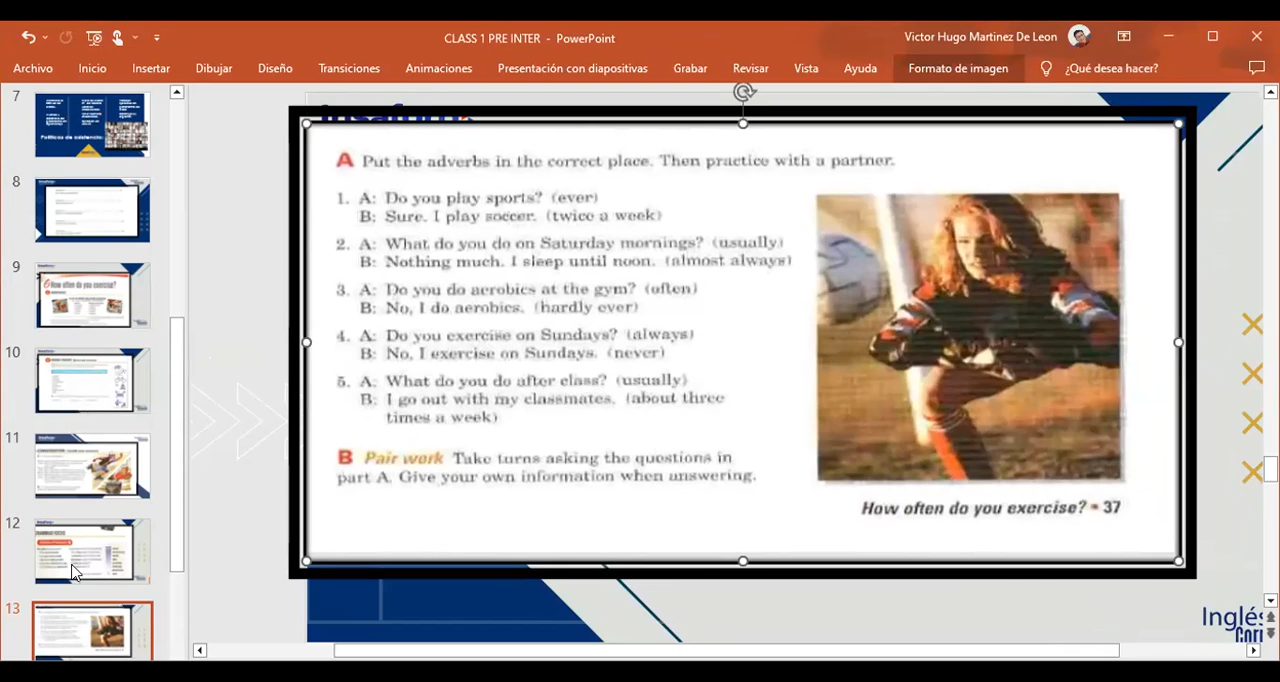 CLASS 1 PRE INTER - PowerPoint
Victor Hugo Martinez De Leon
Archivo Inicio Insertar Dibujar Diseño Transiciones Animaciones Presentación con diapositivas Grabar Revisar Vista Ayuda Formato de imagen ¿Qué desea hacer?
7
8
9
How often do you exercise?
10
11
12
13
A Put the adverbs in the correct place. Then practice with a partner.
1. A: Do you play sports? (ever)
B: Sure. I play soccer. (twice a week)
2. A: What do you do on Saturday mornings? (usually)
B: Nothing much. I sleep until noon. (almost always)
3. A: Do you do aerobics at the gym? (often)
B: No, I do aerobics. (hardly ever)
4. A: Do you exercise on Sundays? (always)
B: No, I exercise on Sundays. (never)
5. A: What do you do after class? (usually)
B: I go out with my classmates. (about three
times a week)
B Pair work Take turns asking the questions in
part A. Give your own information when answering.
How often do you exercise? • 37
Inglés